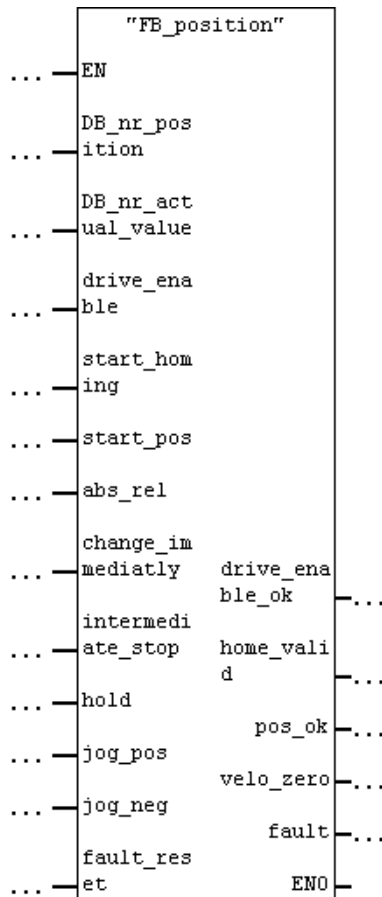 "FB_position"
... EN
DB_nr_pos
... ition
DB_nr_act
... ual_value
drive_ena
... ble
start_hom
... ing
... start_pos
... abs_rel
change_im
... mediatly
drive_ena
ble_ok ...
intermedi
... ate_stop
home_vali
d ...
... hold
pos_ok ...
... jog_pos
velo_zero ...
... jog_neg
fault ...
fault_res
... et
ENO